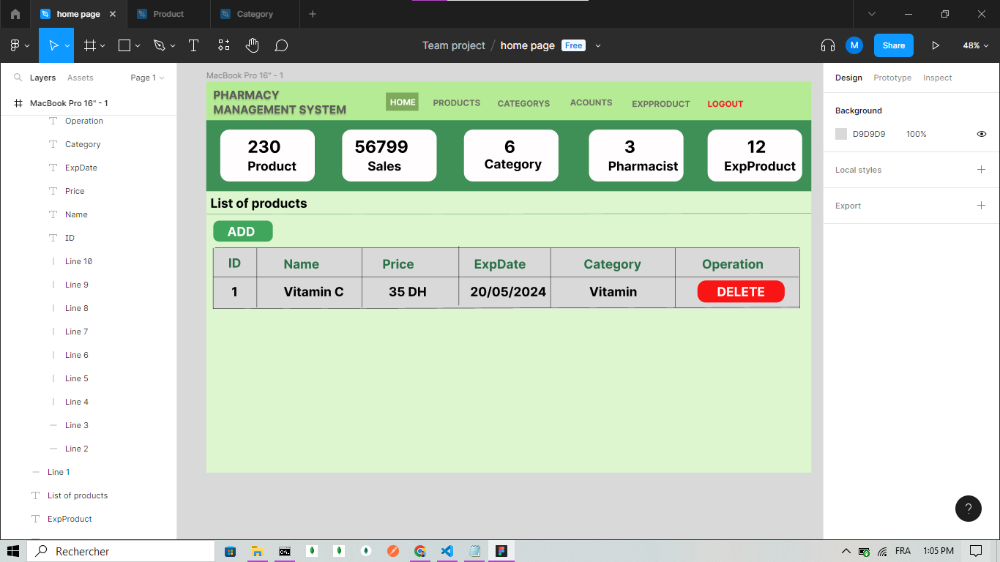 home page
Product
Category
Team project / home page Free
M
Share
48%
Layers
Assets
Page 1
MacBook Pro 16" - 1
Operation
Category
ExpDate
Price
Name
ID
Line 10
Line 9
Line 8
Line 7
Line 6
Line 5
Line 4
Line 3
Line 2
Line 1
List of products
ExpProduct
MacBook Pro 16" - 1
PHARMACY
MANAGEMENT SYSTEM
HOME
PRODUCTS
CATEGORYS
ACOUNTS
EXPPRODUCT
LOGOUT
230
Product
56799
Sales
6
Category
3
Pharmacist
12
ExpProduct
List of products
ADD
ID Name Price ExpDate Category Operation
1 Vitamin C 35 DH 20/05/2024 Vitamin DELETE
Design
Prototype
Inspect
Background
D9D9D9 100%
Local styles
Export
?
Rechercher
C:\
FRA
1:05 PM